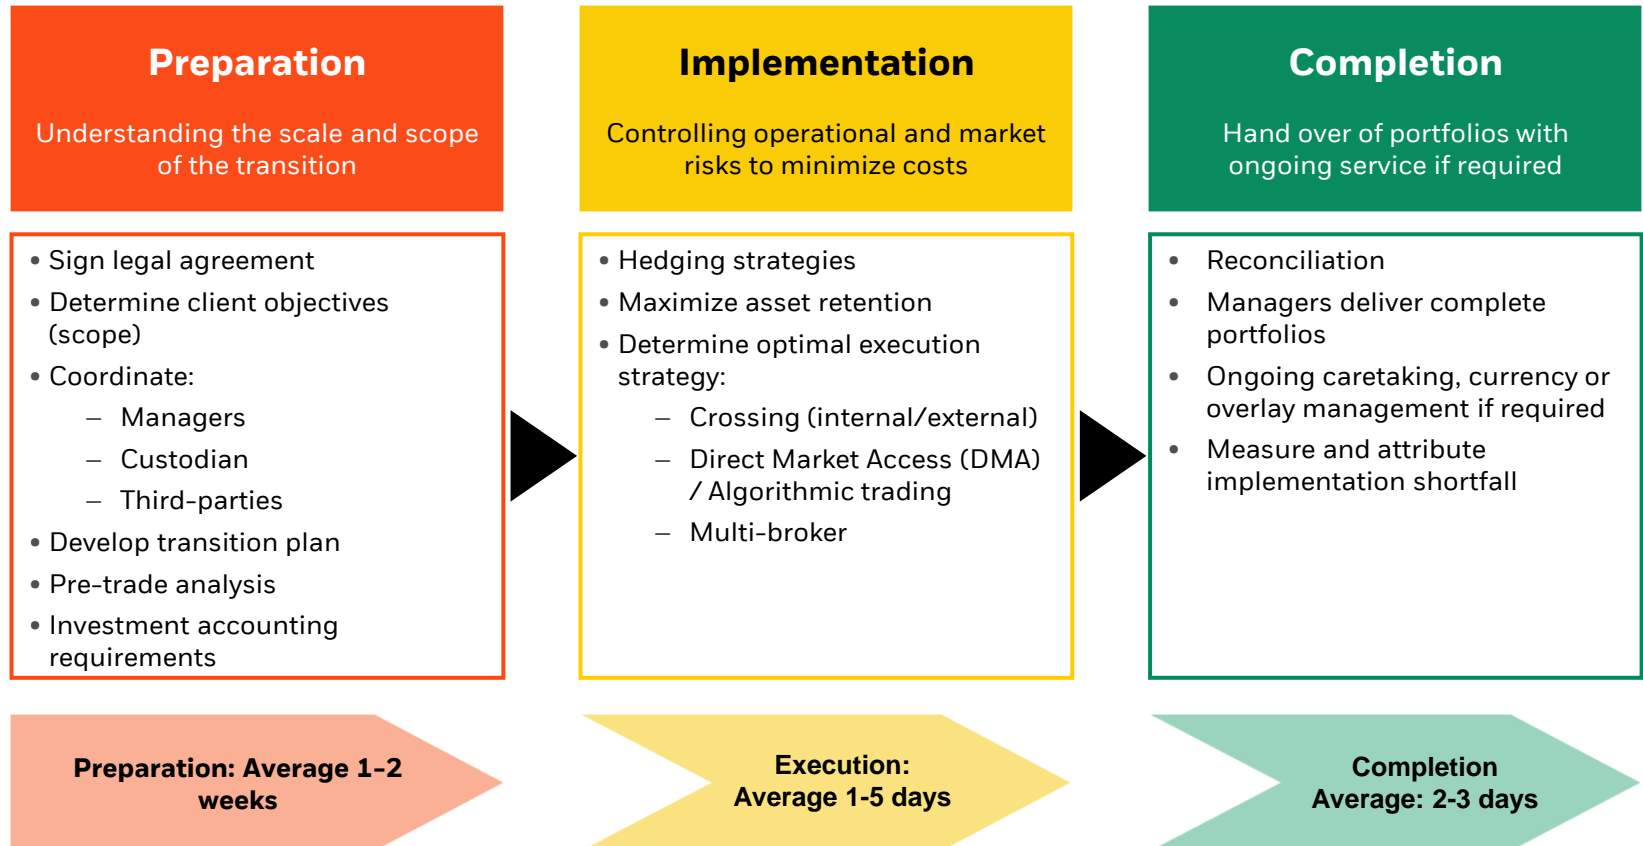 Preparation
Understanding the scale and scope
of the transition
• Sign legal agreement
• Determine client objectives
(scope)
• Coordinate:
– Managers
– Custodian
– Third-parties
• Develop transition plan
• Pre-trade analysis
• Investment accounting
requirements
Preparation: Average 1-2
weeks
Implementation
Controlling operational and market
risks to minimize costs
• Hedging strategies
• Maximize asset retention
• Determine optimal execution
strategy:
– Crossing (internal/external)
– Direct Market Access (DMA)
/ Algorithmic trading
– Multi-broker
Execution:
Average 1-5 days
Completion
Hand over of portfolios with
ongoing service if required
• Reconciliation
• Managers deliver complete
portfolios
• Ongoing caretaking, currency or
overlay management if required
• Measure and attribute
implementation shortfall
Completion
Average: 2-3 days